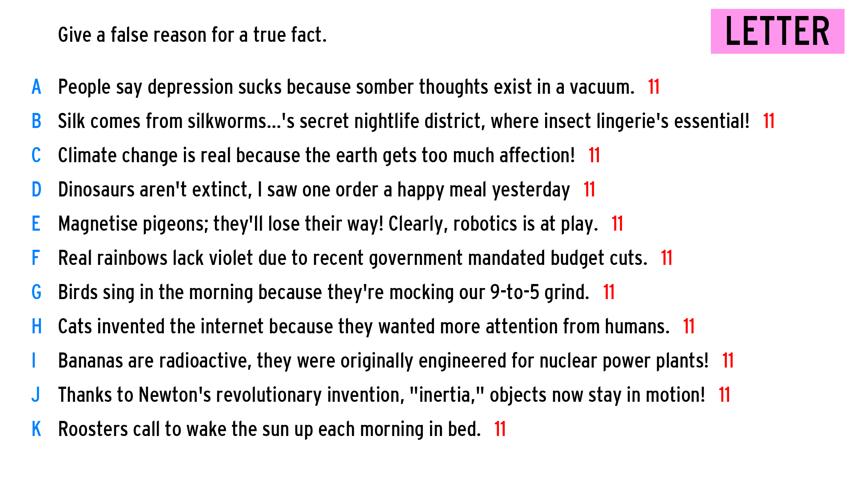 Give a false reason for a true fact.
LETTER
A People say depression sucks because somber thoughts exist in a vacuum. 11
B Silk comes from silkworms...'s secret nightlife district, where insect lingerie's essential! 11
C Climate change is real because the earth gets too much affection! 11
D Dinosaurs aren't extinct, I saw one order a happy meal yesterday 11
E Magnetise pigeons; they'll lose their way! Clearly, robotics is at play. 11
F Real rainbows lack violet due to recent government mandated budget cuts. 11
G Birds sing in the morning because they're mocking our 9-to-5 grind. 11
H Cats invented the internet because they wanted more attention from humans. 11
I Bananas are radioactive, they were originally engineered for nuclear power plants! 11
J Thanks to Newton's revolutionary invention, "inertia," objects now stay in motion! 11
K Roosters call to wake the sun up each morning in bed. 11